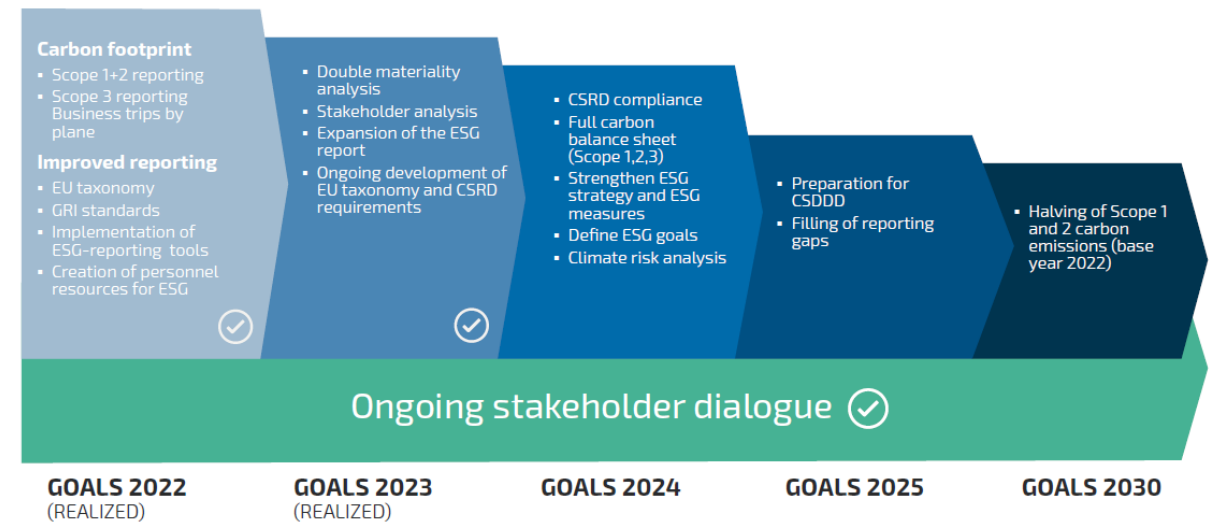 Carbon footprint
▪ Scope 1+2 reporting
▪ Scope 3 reporting
Business trips by
plane
Improved reporting
▪ EU taxonomy
▪ GRI standards
▪ Implementation of
ESG-reporting tools
▪ Creation of personnel
resources for ESG
▪ Double materiality
analysis
▪ Stakeholder analysis
▪ Expansion of the ESG
report
▪ Ongoing development of
EU taxonomy and CSRD
requirements
▪ CSRD compliance
▪ Full carbon
balance sheet
(Scope 1,2,3)
▪ Strengthen ESG
strategy and ESG
measures
▪ Define ESG goals
▪ Climate risk analysis
▪ Preparation for
CSDDD
▪ Filling of reporting
gaps
▪ Halving of Scope 1
and 2 carbon
emissions (base
year 2022)
Ongoing stakeholder dialogue
GOALS 2022
(REALIZED)
GOALS 2023
(REALIZED)
GOALS 2024
GOALS 2025
GOALS 2030